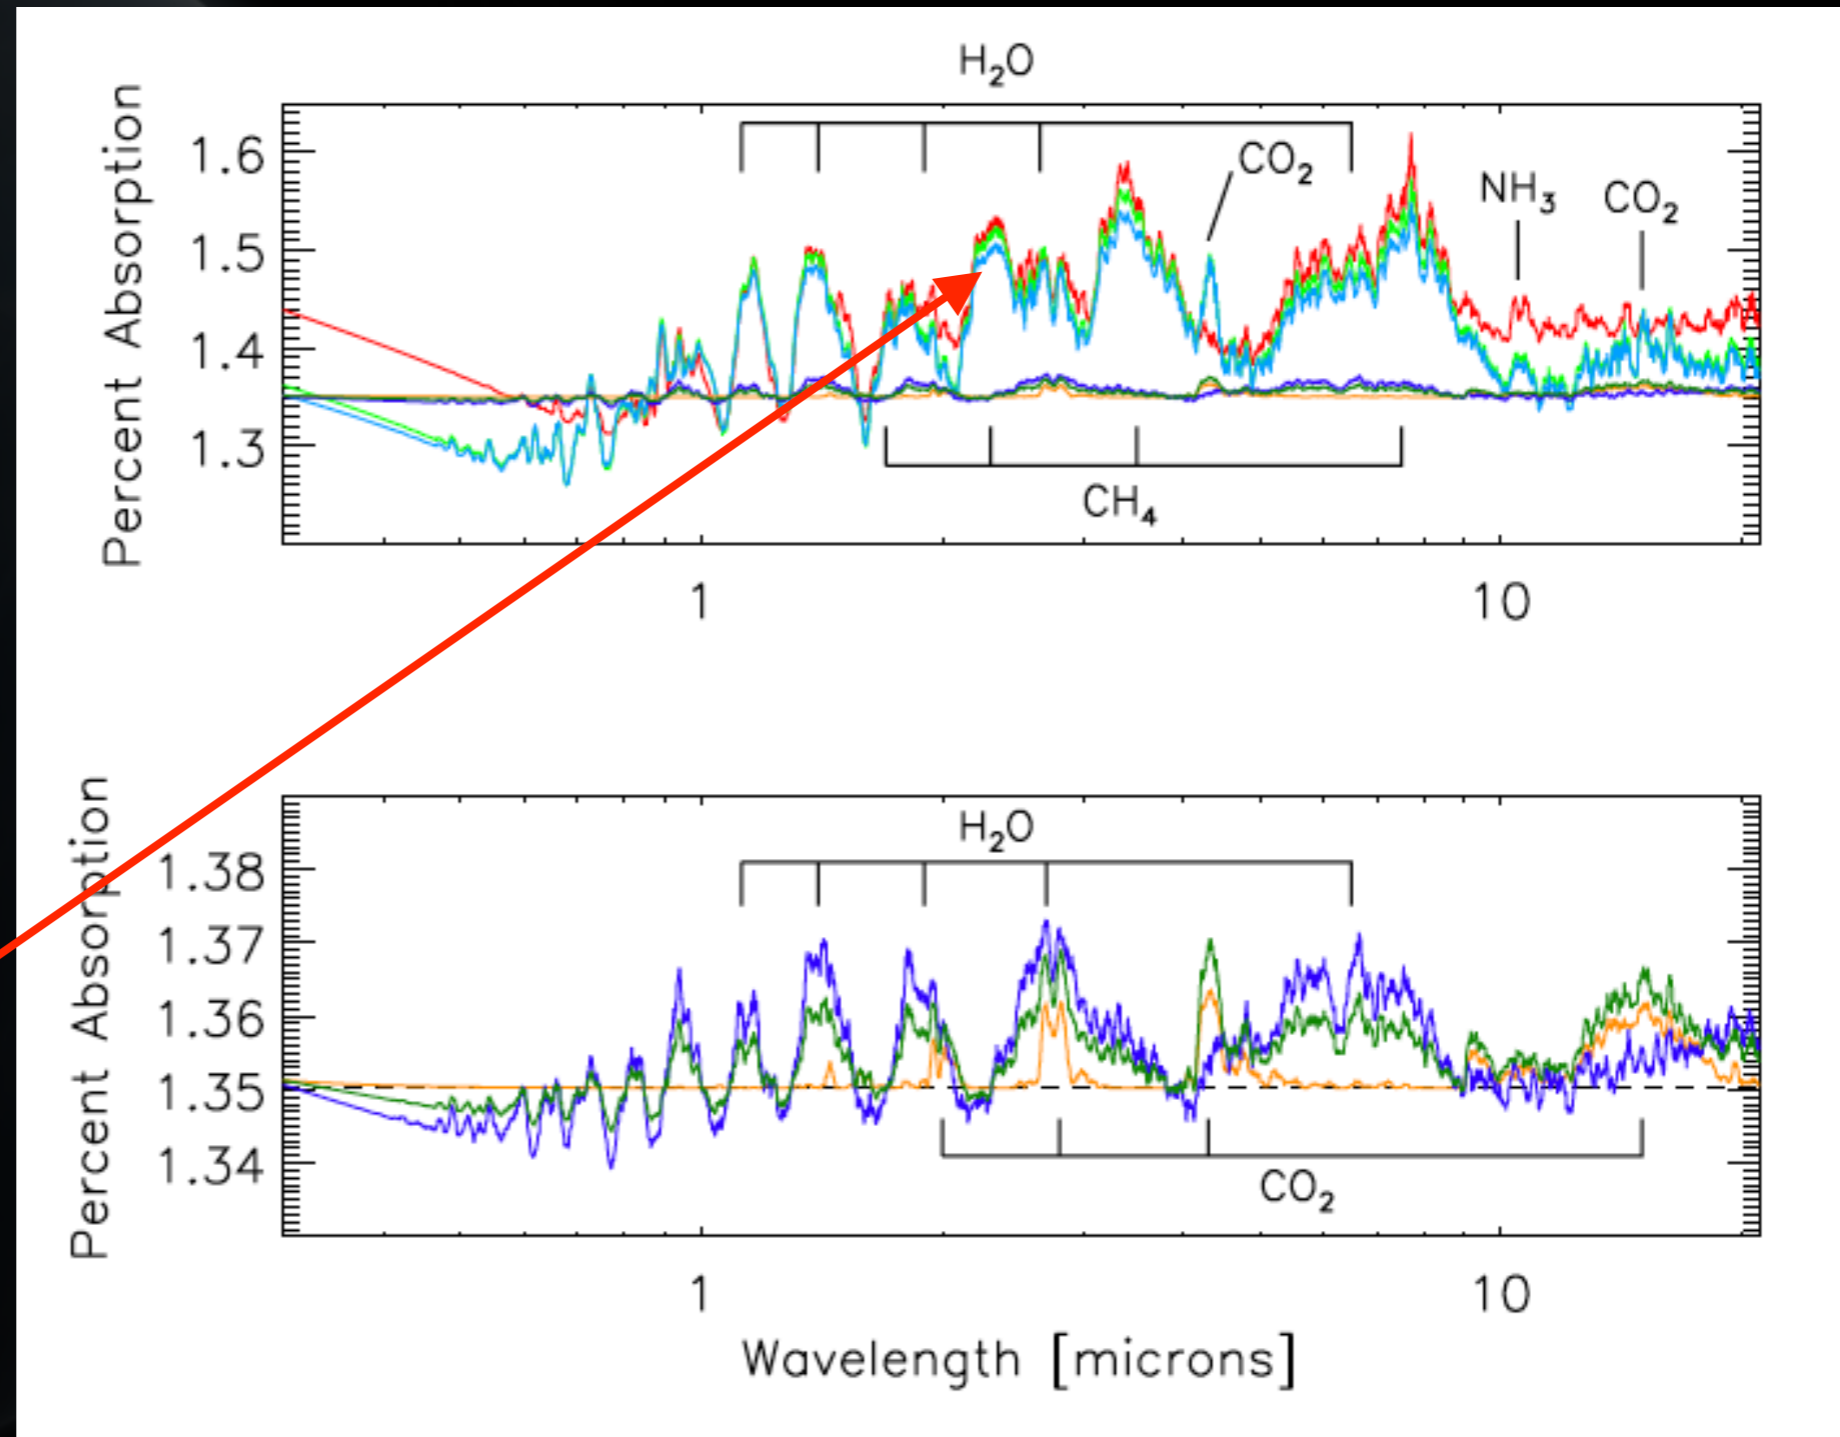 H₂O
Percent Absorption
1.6
1.5
1.4
1.3
CO₂
NH₃
CO₂
CH₄
1
10
Percent Absorption
1.38
1.37
1.36
1.35
1.34
H₂O
CO₂
1
10
Wavelength [microns]